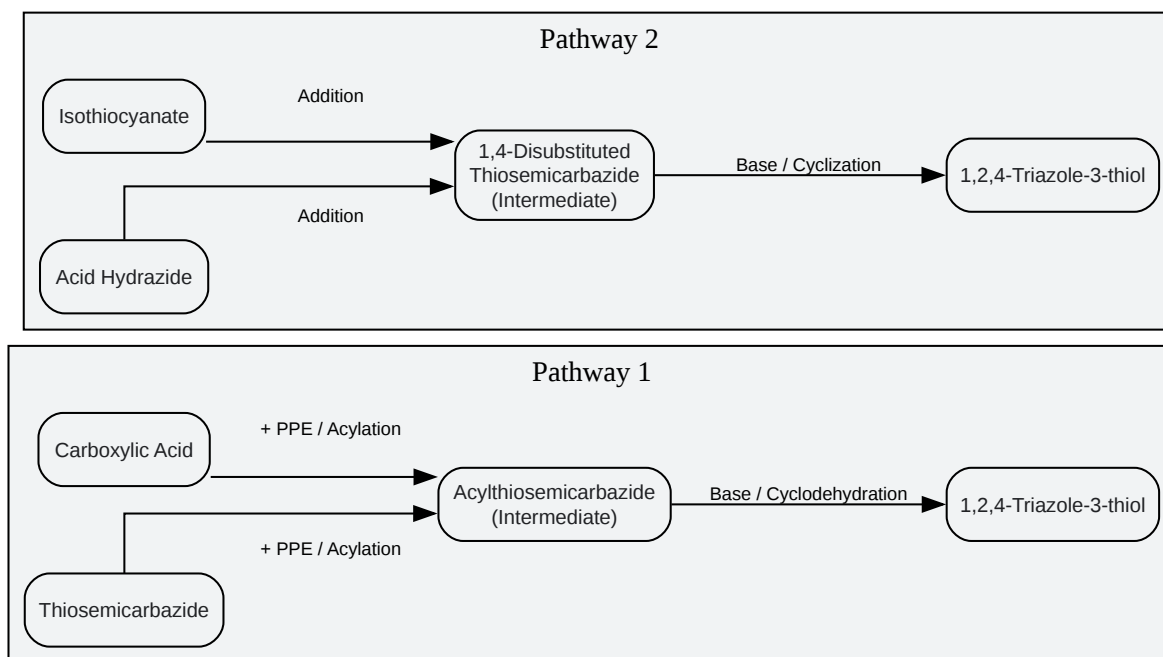 Pathway 2
Addition
Isothiocyanate
1,4-Disubstituted
Thiosemicarbazide
(Intermediate)
Base / Cyclization
1,2,4-Triazole-3-thiol
Addition
Acid Hydrazide
Pathway 1
+ PPE / Acylation
Carboxylic Acid
Acylthiosemicarbazide
(Intermediate)
Base / Cyclodehydration
1,2,4-Triazole-3-thiol
+ PPE / Acylation
Thiosemicarbazide